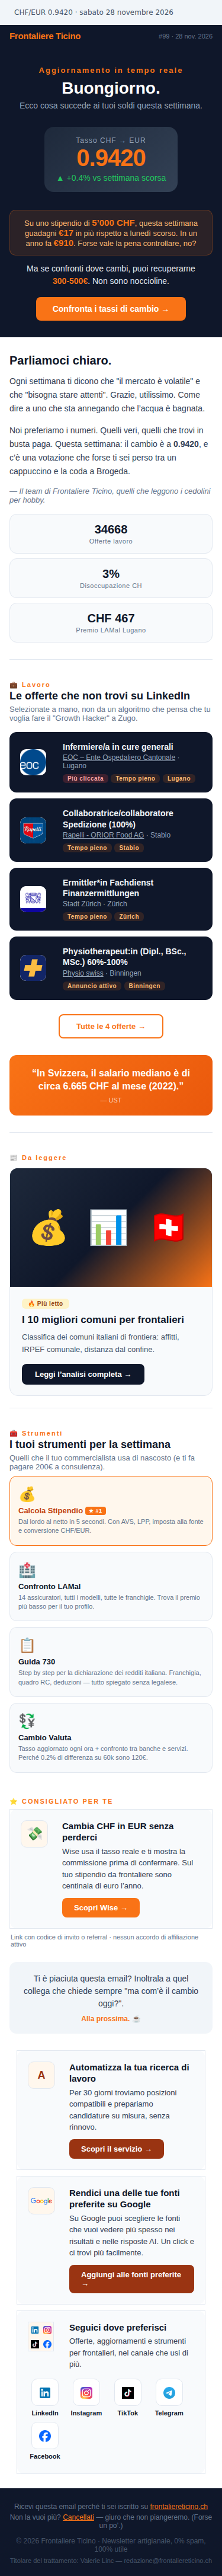 CHF/EUR 0.9420 · sabato 28 novembre 2026
Frontaliere Ticino
#99 · 28 nov. 2026
Aggiornamento in tempo reale
Buongiorno.
Ecco cosa succede ai tuoi soldi questa settimana.
Tasso CHF → EUR
0.9420
▲ +0.4% vs settimana scorsa
Su uno stipendio di 5'000 CHF, questa settimana
guadagni €17 in più rispetto a lunedì scorso. In un
anno fa €910. Forse vale la pena controllare, no?
Ma se confronti dove cambi, puoi recuperarne
300-500€. Non sono noccioline.
Confronta i tassi di cambio →
Parliamoci chiaro.
Ogni settimana ti dicono che "il mercato è volatile" e
che "bisogna stare attenti". Grazie, utilissimo. Come
dire a uno che sta annegando che l'acqua è bagnata.
Noi preferiamo i numeri. Quelli veri, quelli che trovi in
busta paga. Questa settimana: il cambio è a 0.9420, e
c'è una votazione che forse ti sei perso tra un
cappuccino e la coda a Brogeda.
— Il team di Frontaliere Ticino, quelli che leggono i cedolini
per hobby.
34668
Offerte lavoro
3%
Disoccupazione CH
CHF 467
Premio LAMal Lugano
💼 Lavoro
Le offerte che non trovi su LinkedIn
Selezionate a mano, non da un algoritmo che pensa che tu
voglia fare il "Growth Hacker" a Zugo.
eoc
Infermiere/a in cure generali
EOC – Ente Ospedaliero Cantonale ·
Lugano
Più cliccata
Tempo pieno
Lugano
Rapelli
Collaboratrice/collaboratore
Spedizione (100%)
Rapelli - ORIOR Food AG · Stabio
Tempo pieno
Stabio
Ermittler*in Fachdienst
Finanzermittlungen
Stadt Zürich · Zürich
Tempo pieno
Zürich
Physiotherapeut:in (Dipl., BSc.,
MSc.) 60%-100%
Physio swiss · Binningen
Annuncio attivo
Binningen
Tutte le 4 offerte →
“In Svizzera, il salario mediano è di
circa 6.665 CHF al mese (2022).”
— UST
📰 Da leggere
🔥 Più letto
I 10 migliori comuni per frontalieri
Classifica dei comuni italiani di frontiera: affitti,
IRPEF comunale, distanza dal confine.
Leggi l'analisi completa →
🧰 Strumenti
I tuoi strumenti per la settimana
Quelli che il tuo commercialista usa di nascosto (e ti fa
pagare 200€ a consulenza).
Calcola Stipendio ★ #1
Dal lordo al netto in 5 secondi. Con AVS, LPP, imposta alla fonte
e conversione CHF/EUR.
Confronto LAMal
14 assicuratori, tutti i modelli, tutte le franchigie. Trova il premio
più basso per il tuo profilo.
Guida 730
Step by step per la dichiarazione dei redditi italiana. Franchigia,
quadro RC, deduzioni — tutto spiegato senza legalese.
Cambio Valuta
Tasso aggiornato ogni ora + confronto tra banche e servizi.
Perché 0.2% di differenza su 60k sono 120€.
⭐ CONSIGLIATO PER TE
Cambia CHF in EUR senza
perderci
Wise usa il tasso reale e ti mostra la
commissione prima di confermare. Sul
tuo stipendio da frontaliere sono
centinaia di euro l'anno.
Scopri Wise →
Link con codice di invito o referral · nessun accordo di affiliazione
attivo
Ti è piaciuta questa email? Inoltrala a quel
collega che chiede sempre "ma com'è il cambio
oggi?".
Alla prossima. ☕
A
Automatizza la tua ricerca di
lavoro
Per 30 giorni troviamo posizioni
compatibili e prepariamo
candidature su misura, senza
rinnovo.
Scopri il servizio →
Google
Rendici una delle tue fonti
preferite su Google
Su Google puoi scegliere le fonti
che vuoi vedere più spesso nei
risultati e nelle risposte AI. Un click e
ci trovi più facilmente.
Aggiungi alle fonti preferite
→
Seguici dove preferisci
Offerte, aggiornamenti e strumenti
per frontalieri, nel canale che usi di
più.
LinkedIn
Instagram
TikTok
Telegram
Facebook
Ricevi questa email perché ti sei iscritto su frontaliereticino.ch
Non la vuoi più? Cancellati — giuro che non piangeremo. (Forse
un po'.)
© 2026 Frontaliere Ticino · Newsletter artigianale, 0% spam,
100% utile
Titolare del trattamento: Valerie Linc — redazione@frontaliereticino.ch